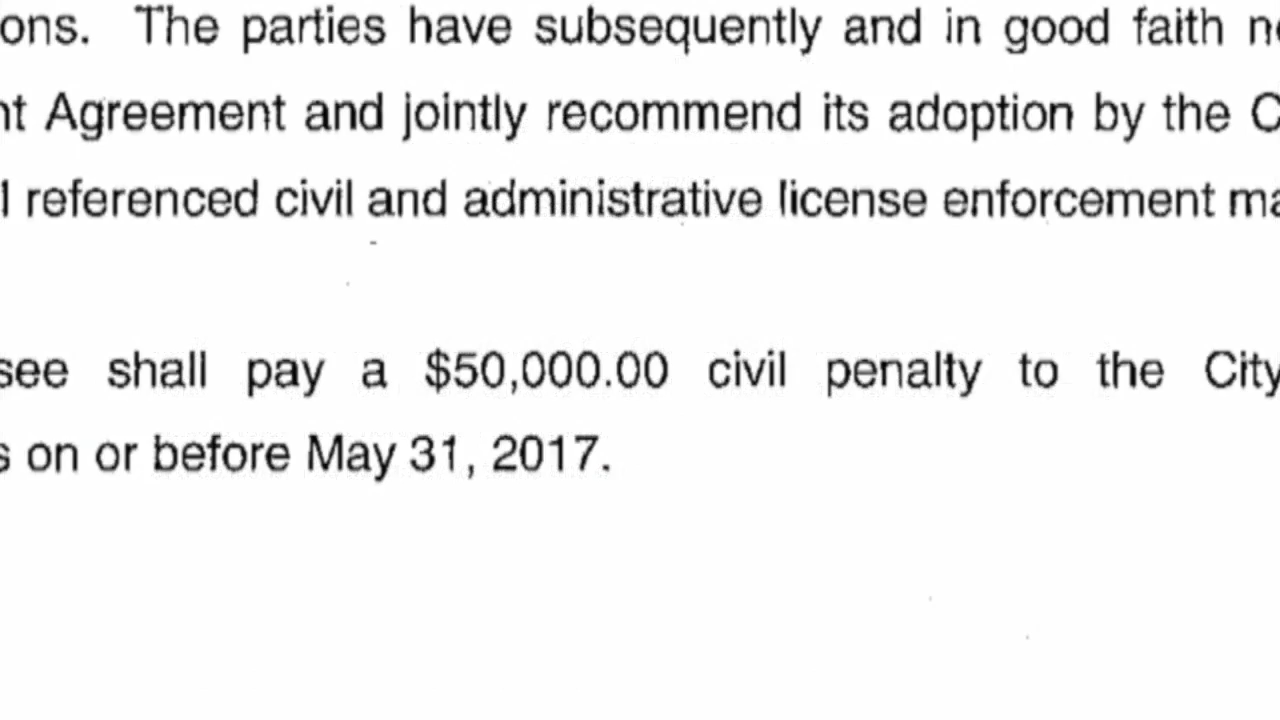 ons. The parties have subsequently and in good faith
nt Agreement and jointly recommend its adoption by the C
l referenced civil and administrative license enforcement
see shall pay a $50,000.00 civil penalty to the City
s on or before May 31, 2017.